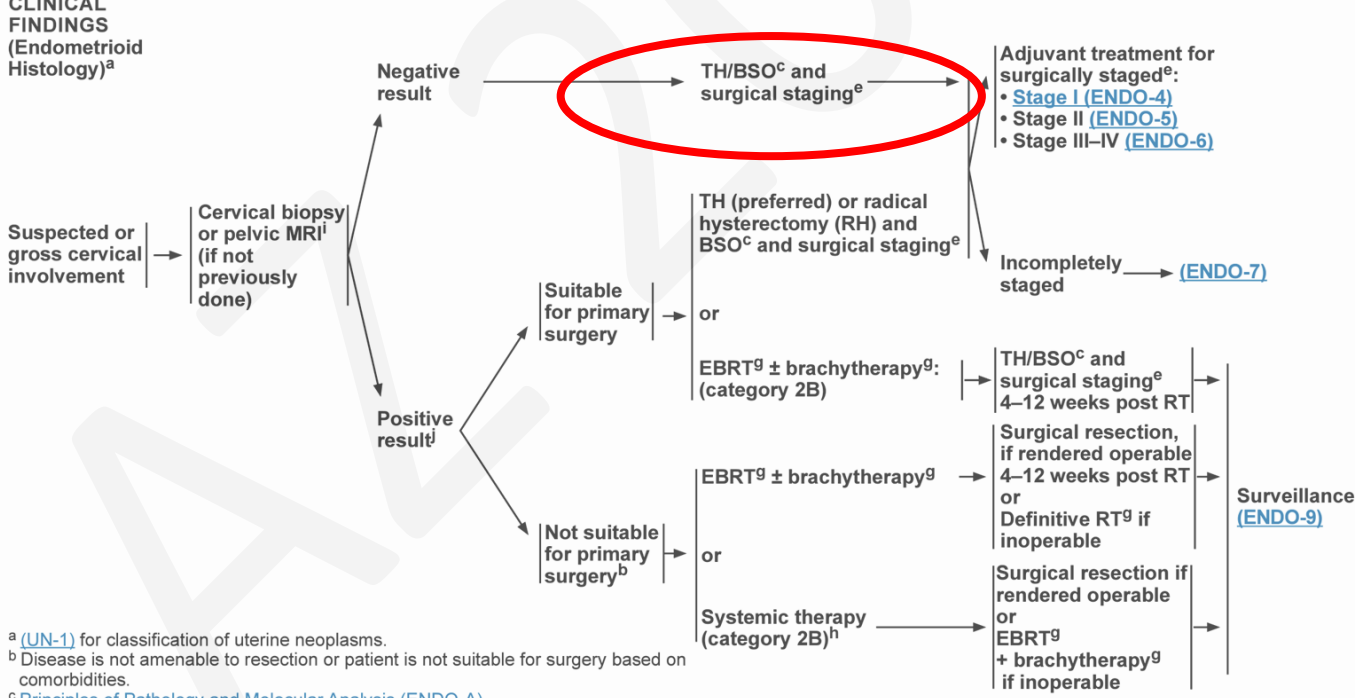 CLINICAL
FINDINGS
(Endometrioid
Histology)a
Suspected or
gross cervical
involvement
Cervical biopsy
or pelvic MRIi
(if not
previously
done)
Negative
result
TH/BSOc and
surgical staginge
Adjuvant treatment for
surgically stagede:
• Stage I (ENDO-4)
• Stage II (ENDO-5)
• Stage III–IV (ENDO-6)
Incompletely
staged
(ENDO-7)
Positive
resultj
Suitable
for primary
surgery
TH (preferred) or radical
hysterectomy (RH) and
BSOc and surgical staginge
or
EBRTg ± brachytherapyg:
(category 2B)
TH/BSOc and
surgical staginge
4–12 weeks post RT
Not suitable
for primary
surgeryb
EBRTg ± brachytherapyg
or
Systemic therapy
(category 2B)h
Surgical resection,
if rendered operable
4–12 weeks post RT
or
Definitive RTg if
inoperable
Surgical resection if
rendered operable
or
EBRTg
+ brachytherapyg
if inoperable
Surveillance
(ENDO-9)
a (UN-1) for classification of uterine neoplasms.
b Disease is not amenable to resection or patient is not suitable for surgery based on
comorbidities.
c Principles of Pathology and Molecular Analysis (ENDO-A)